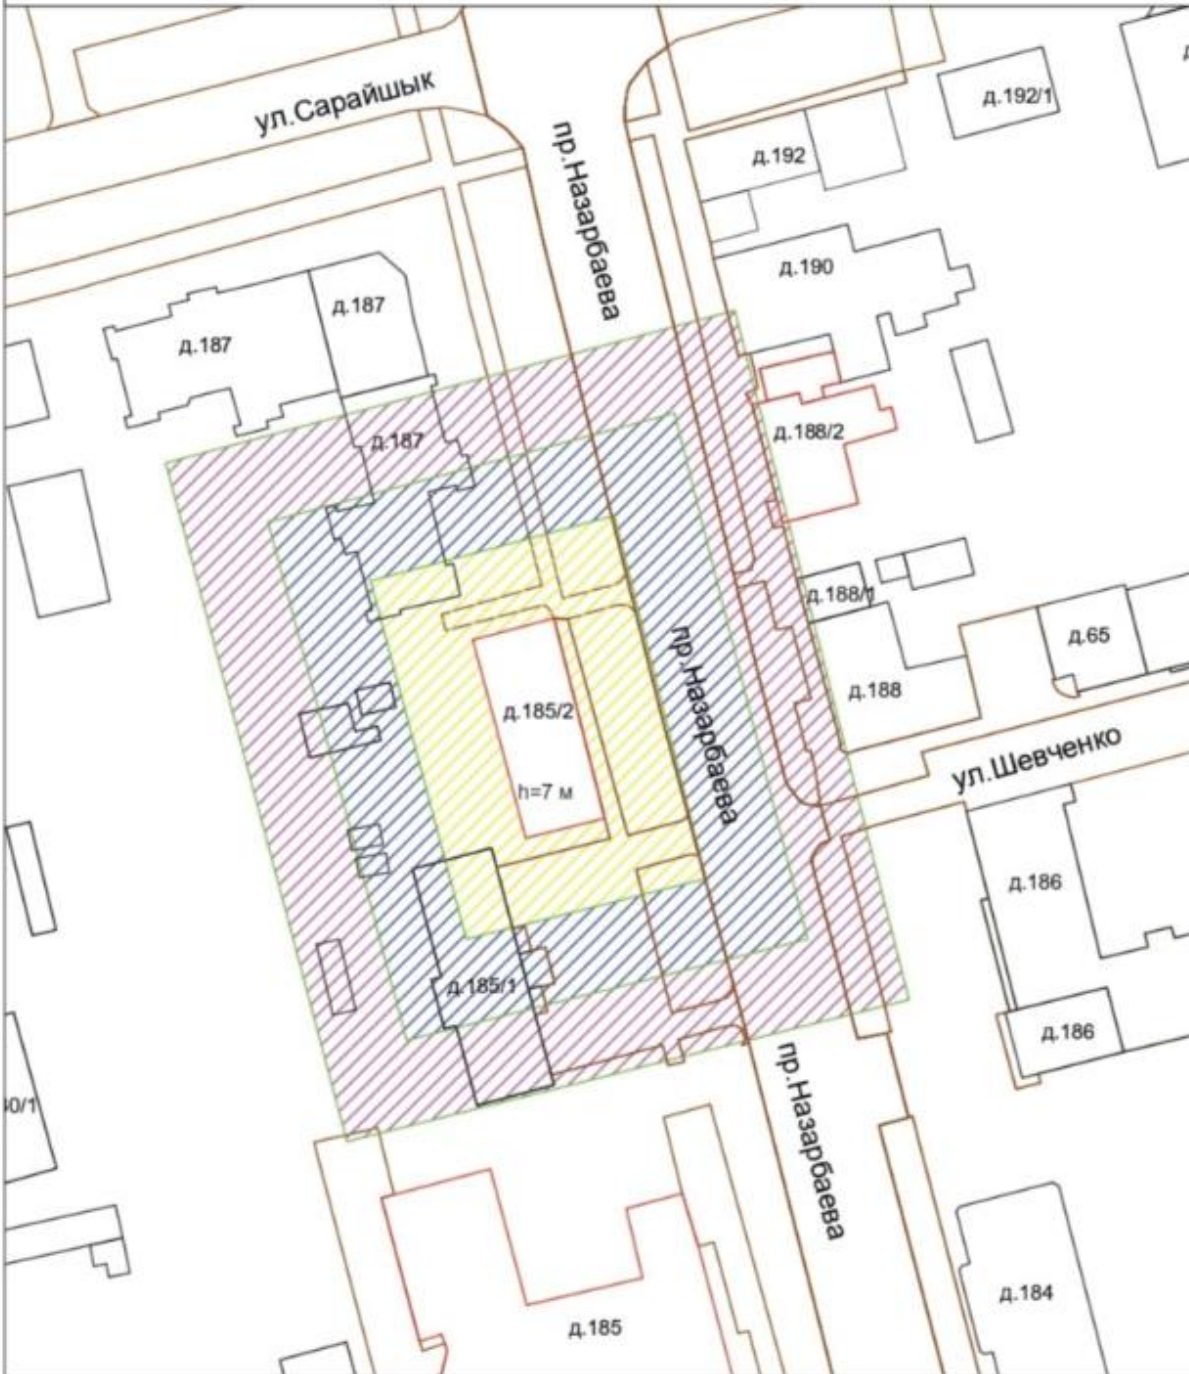 ул.Сарайшык
д.192/1
пр.Назарбаева
д.192
д.190
д.187
д.187
д.187
д.188/2
д.188/1
д.65
пр.Назарбаева
д.188
д.185/2
ул.Шевченко
h=7 м
д.186
д.185/1
д.186
пр.Назарбаева
д.184
д.185